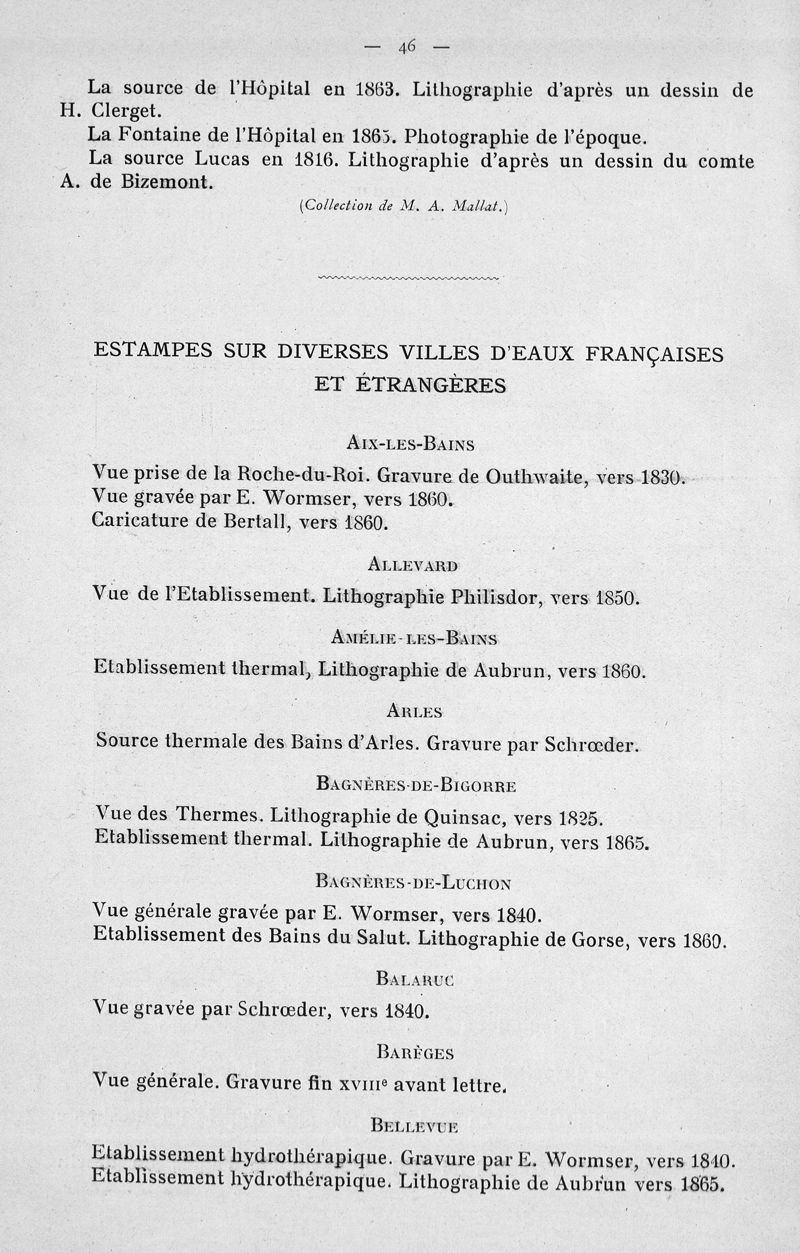 — 46 —
La source de l'Hôpital en 1863. Lithographie d'après un dessin de
H. Clerget.
La Fontaine de l'Hôpital en 1865. Photographie de l'époque.
La source Lucas en 1816. Lithographie d'après un dessin du comte
A. de Bizemont.
(Collection de M. A. Mallat.)
ESTAMPES SUR DIVERSES VILLES D'EAUX FRANÇAISES
ET ÉTRANGÈRES
AIX-LES-BAINS
Vue prise de la Roche-du-Roi. Gravure de Outhwaite, vers 1830.
Vue gravée par E. Wormser, vers 1860.
Caricature de Bertall, vers 1860.
ALLEVARD
Vue de l'Etablissement. Lithographie Philisdor, vers 1850.
AMÉLIE-LES-BAINS
Etablissement thermal, Lithographie de Aubrun, vers 1860.
ARLES
Source thermale des Bains d'Arles. Gravure par Schrœder.
BAGNÈRES-DE-BIGORRE
Vue des Thermes. Lithographie de Quinsac, vers 1825.
Etablissement thermal. Lithographie de Aubrun, vers 1865.
BAGNÈRES-DE-LUCHON
Vue générale gravée par E. Wormser, vers 1840.
Etablissement des Bains du Salut. Lithographie de Gorse, vers 1860.
BALARUC
Vue gravée par Schrœder, vers 1840.
BARÈGES
Vue générale. Gravure fin XVIIIe avant lettre.
BELLEVUE
Etablissement hydrothérapique. Gravure par E. Wormser, vers 1840.
Etablissement hydrothérapique. Lithographie de Aubrun vers 1865.